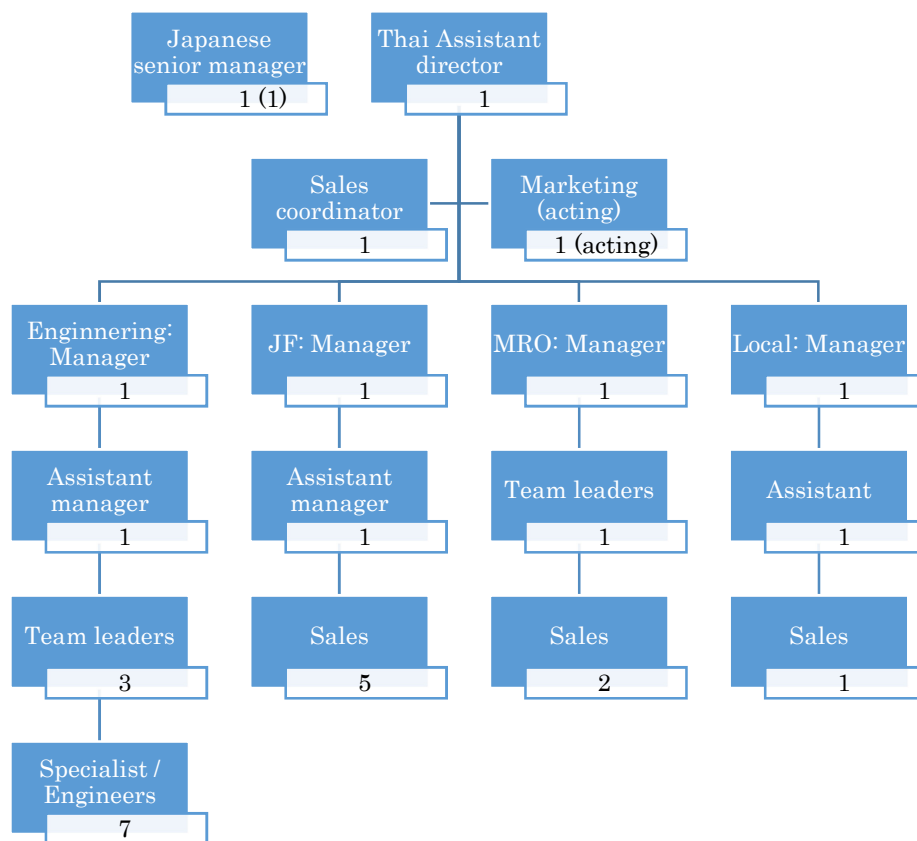 Japanese
senior manager
1 (1)
Thai Assistant
director
1
Sales
coordinator
1
Marketing
(acting)
1 (acting)
Enginnering:
Manager
1
JF: Manager
1
MRO: Manager
1
Local: Manager
1
Assistant
manager
1
Assistant
manager
1
Team leaders
1
Assistant
1
Team leaders
3
Sales
5
Sales
2
Sales
1
Specialist /
Engineers
7